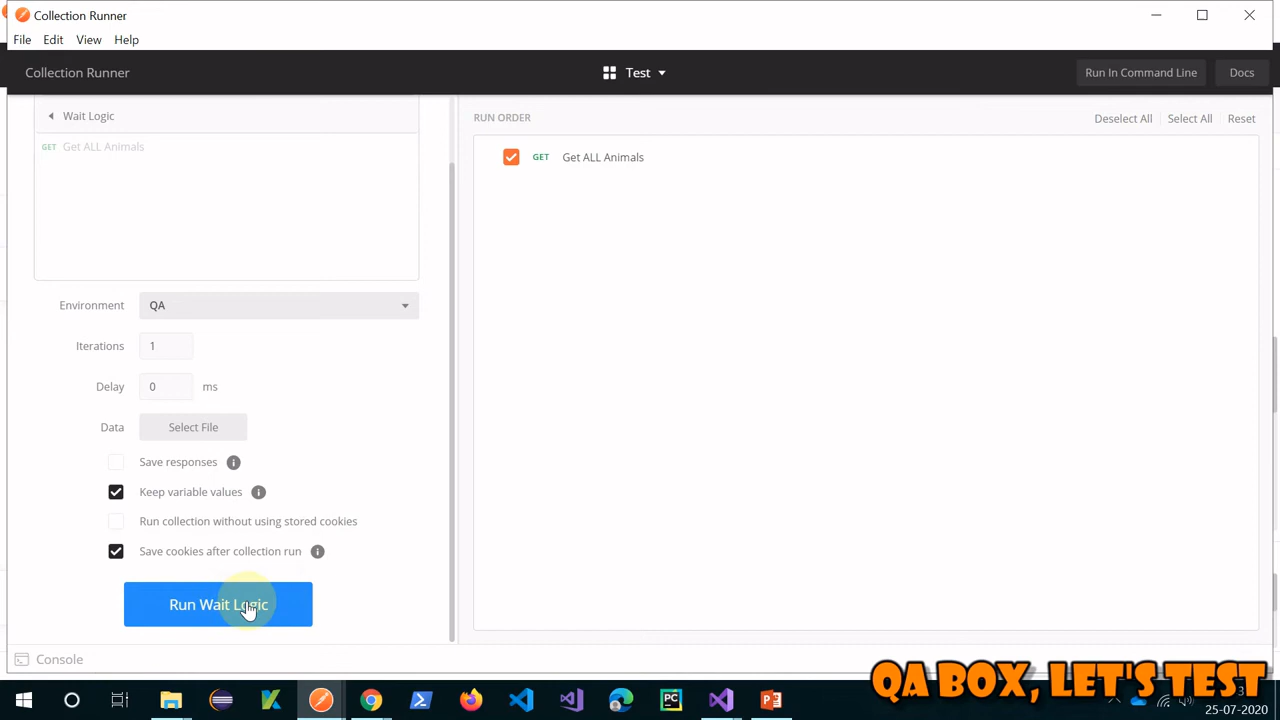 Collection Runner
File Edit View Help
Collection Runner
Test
Run In Command Line
Docs
Wait Logic
GET Get ALL Animals
Environment QA
Iterations 1
Delay 0 ms
Data Select File
Save responses
Keep variable values
Run collection without using stored cookies
Save cookies after collection run
Run Wait Logic
RUN ORDER
Deselect All Select All Reset
GET Get ALL Animals
Console
QA BOX, LET'S TEST
25-07-2020